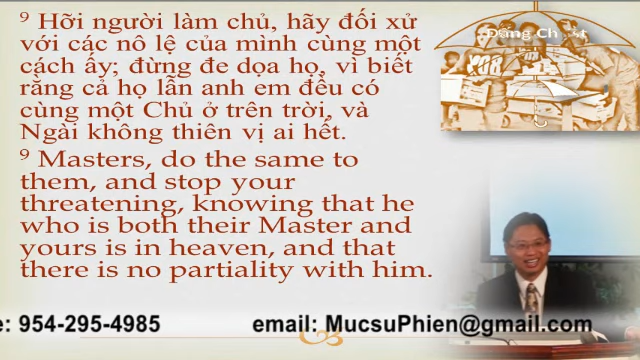 9 Hỡi người làm chủ, hãy đối xử
với các nô lệ của mình cùng một
cách ấy; đừng đe dọa họ, vì biết
rằng cả họ lẫn anh em đều có
cùng một Chủ ở trên trời, và
Ngài không thiên vị ai hết.
9 Masters, do the same to
them, and stop your
threatening, knowing that he
who is both their Master and
yours is in heaven, and that
there is no partiality with him.
e: 954-295-4985 email: MucsuPhien@gmail.com